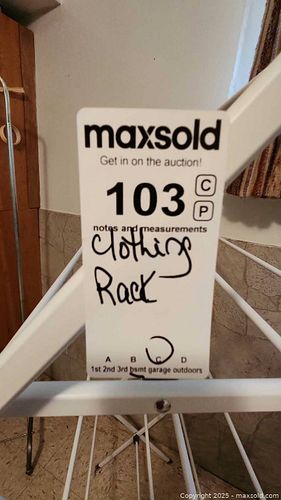 maxsold
Get in on the auction!
103 C
P
notes and measurements
Clothing
Rack
A B C D
1st 2nd 3rd bsmt garage outdoors
Copyright 2025 - maxsold.com